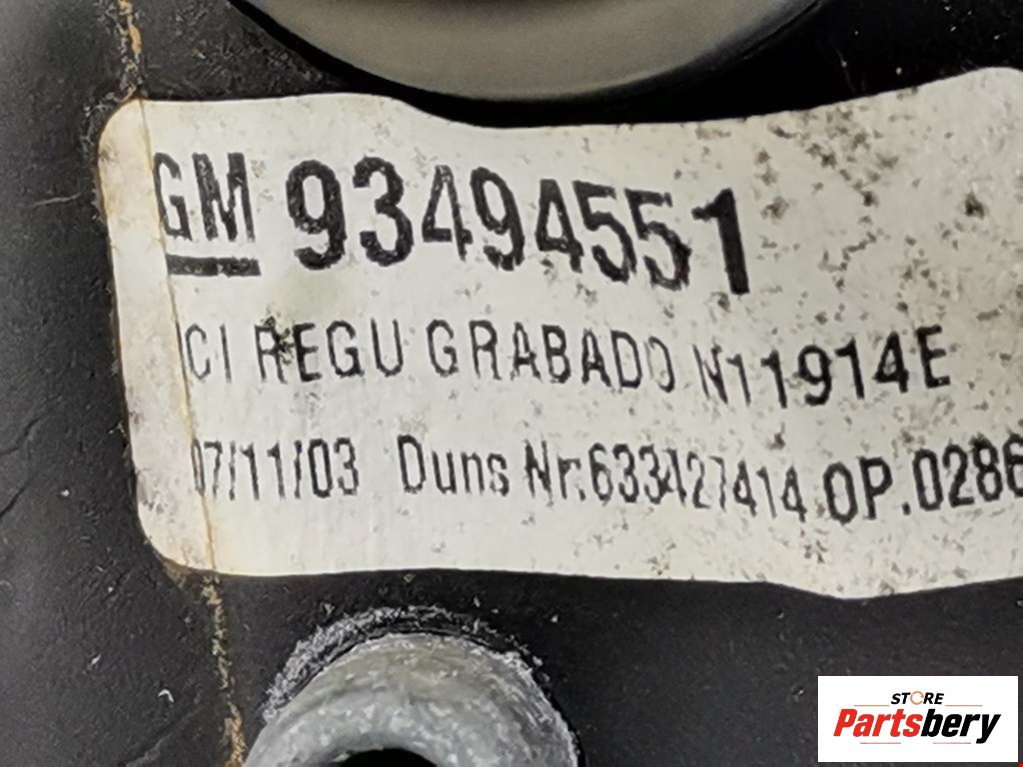 GM 93494551
CI REGU GRABADO N11914E
07/11/03 Duns Nr.633427414 OP.0286
STORE
Partsbery